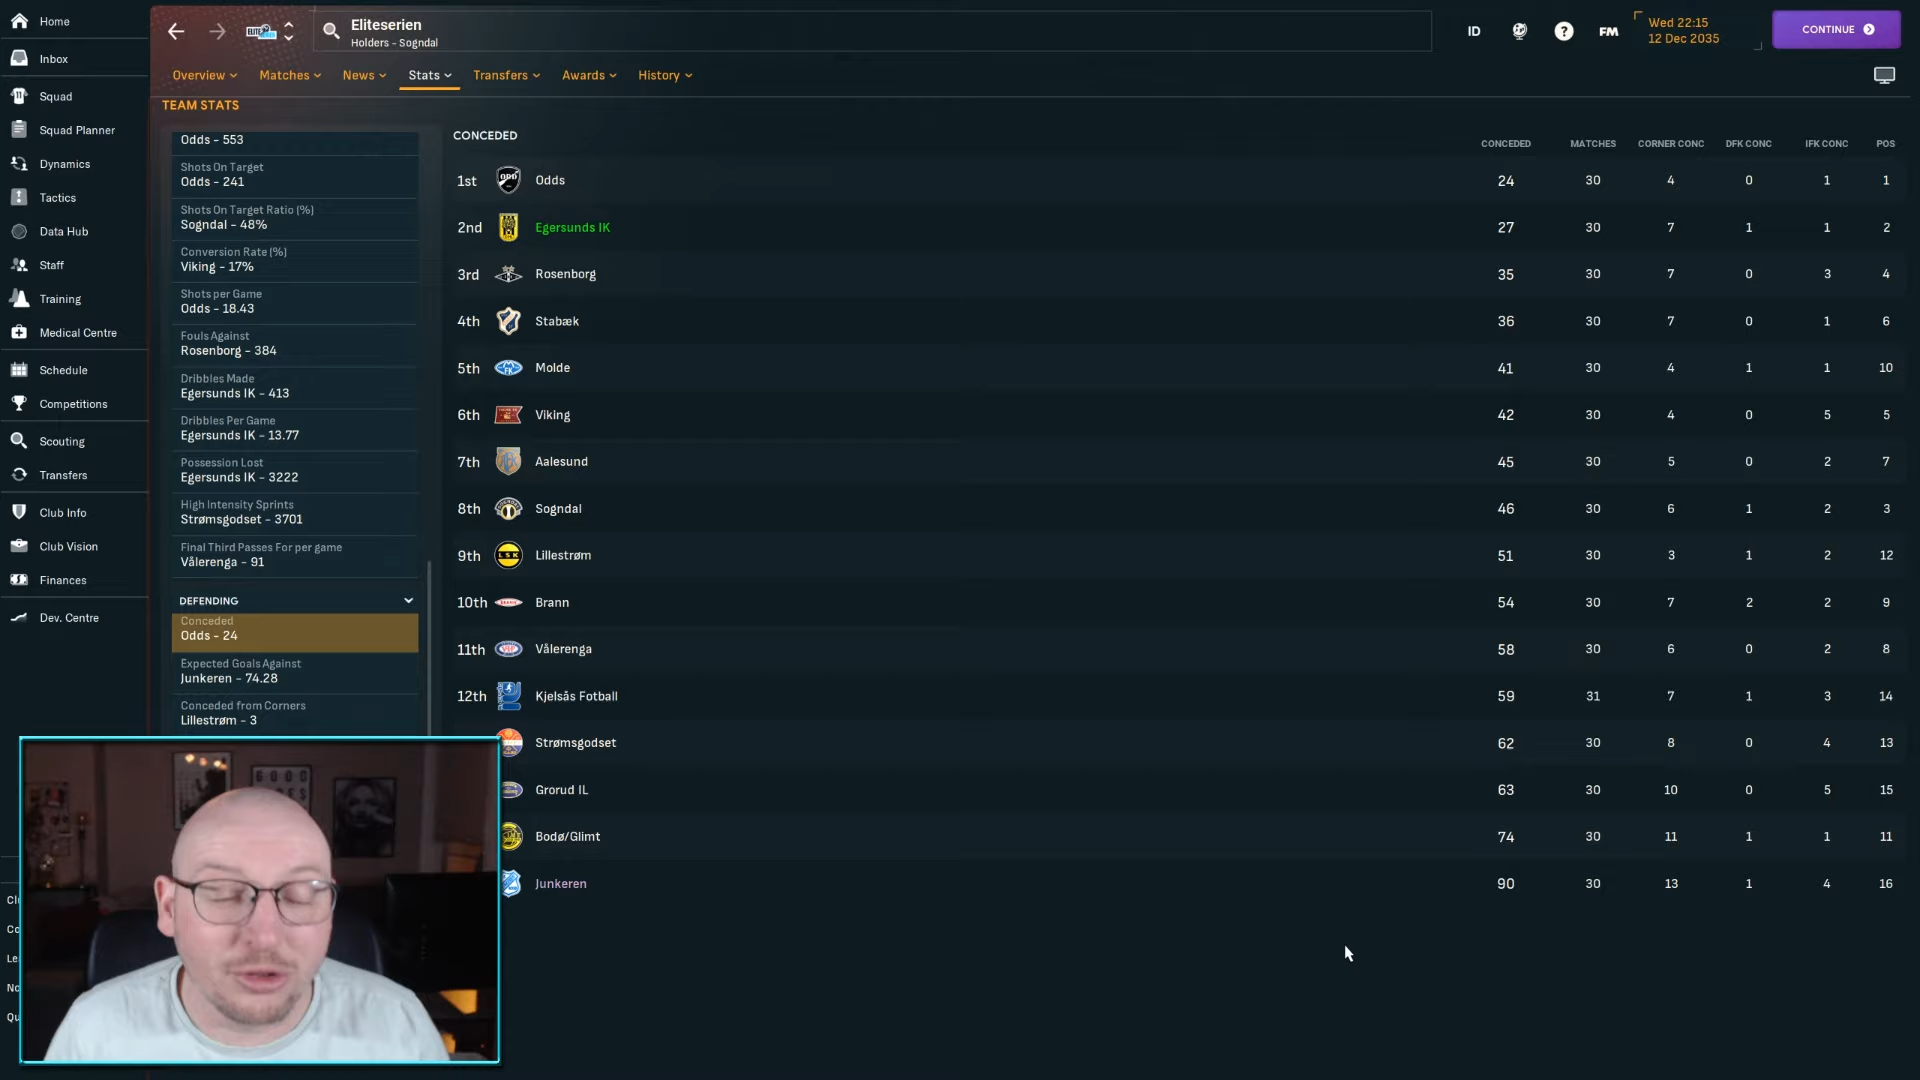 Home
Inbox
Squad
Squad Planner
Dynamics
Tactics
Data Hub
Staff
Training
Medical Centre
Schedule
Competitions
Scouting
Transfers
Club Info
Club Vision
Finances
Dev. Centre
Eliteserien
Holders - Sogndal
ID
FM
Wed 22:15
12 Dec 2035
CONTINUE
Overview Matches News Stats Transfers Awards History
TEAM STATS
Odds - 553
Shots On Target
Odds - 241
Shots On Target Ratio (%)
Sogndal - 48%
Conversion Rate (%)
Viking - 17%
Shots per Game
Odds - 18.43
Fouls Against
Rosenborg - 384
Dribbles Made
Egersunds IK - 413
Dribbles Per Game
Egersunds IK - 13.77
Possession Lost
Egersunds IK - 3222
High Intensity Sprints
Strømsgodset - 3701
Final Third Passes For per game
Vålerenga - 91
DEFENDING
Conceded
Odds - 24
Expected Goals Against
Junkeren - 74.28
Conceded from Corners
Lillestrøm - 3
CONCEDED
CONCEDED MATCHES CORNER CONC DFK CONC IFK CONC POS
1st Odds 24 30 4 0 1 1
2nd Egersunds IK 27 30 7 1 1 2
3rd Rosenborg 35 30 7 0 3 4
4th Stabæk 36 30 7 0 1 6
5th Molde 41 30 4 1 1 10
6th Viking 42 30 4 0 5 5
7th Aalesund 45 30 5 0 2 7
8th Sogndal 46 30 6 1 2 3
9th Lillestrøm 51 30 3 1 2 12
10th Brann 54 30 7 2 2 9
11th Vålerenga 58 30 6 0 2 8
12th Kjelsås Fotball 59 31 7 1 3 14
Strømsgodset 62 30 8 0 4 13
Grorud IL 63 30 10 0 5 15
Bodø/Glimt 74 30 11 1 1 11
Junkeren 90 30 13 1 4 16